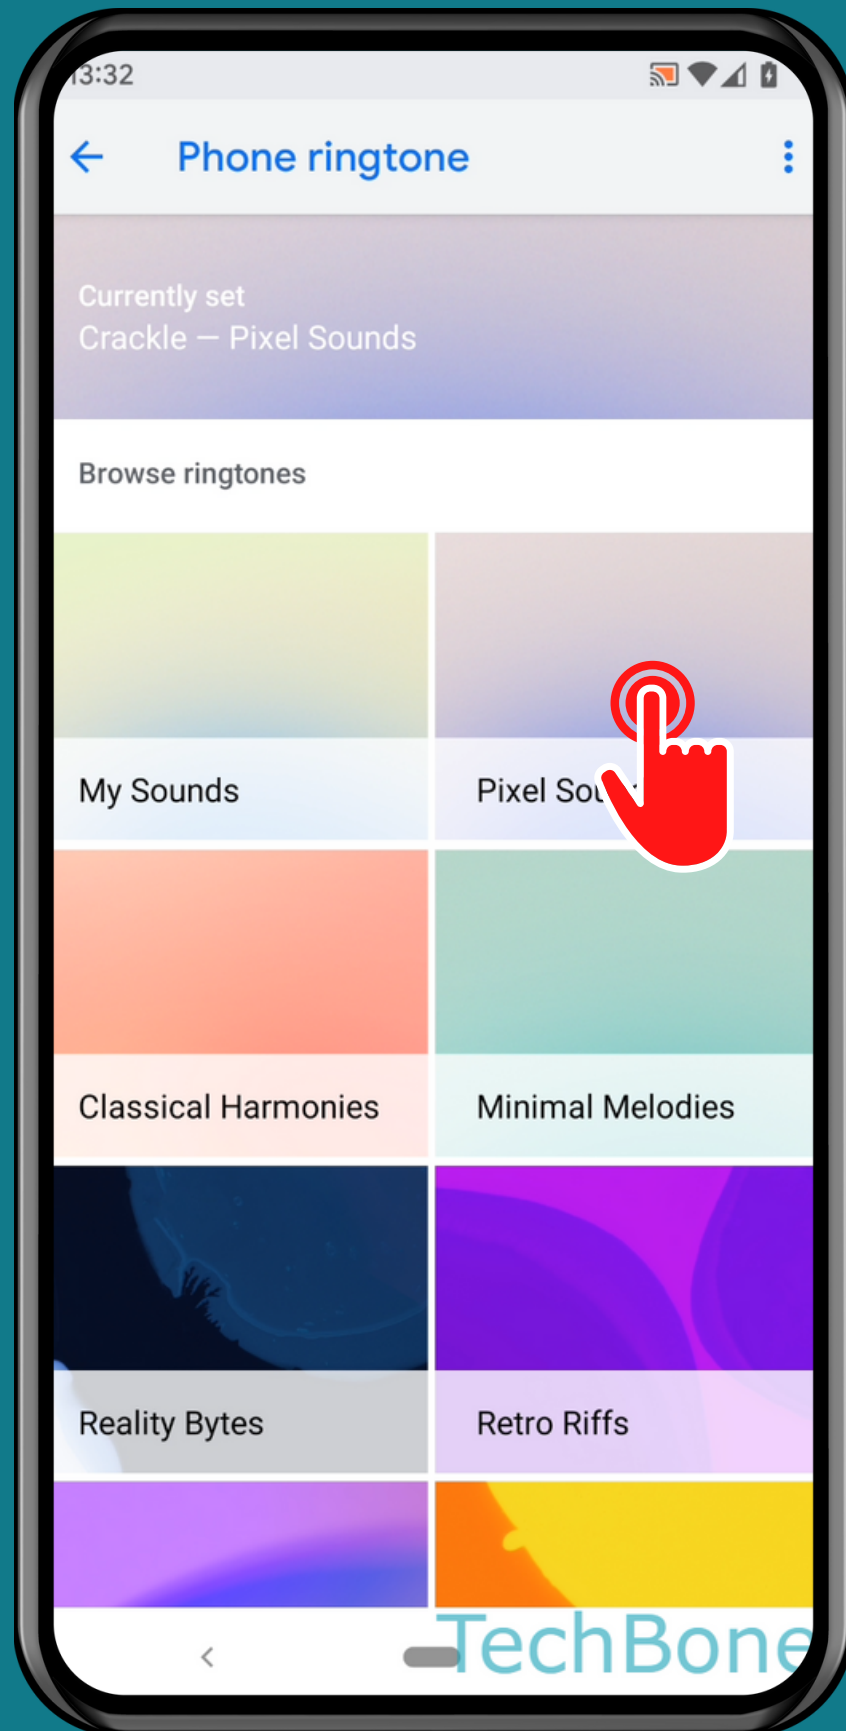 13:32
Phone ringtone
Currently set
Crackle — Pixel Sounds
Browse ringtones
My Sounds
Pixel
Classical Harmonies
Minimal Melodies
Reality Bytes
Retro Riffs
TechBone